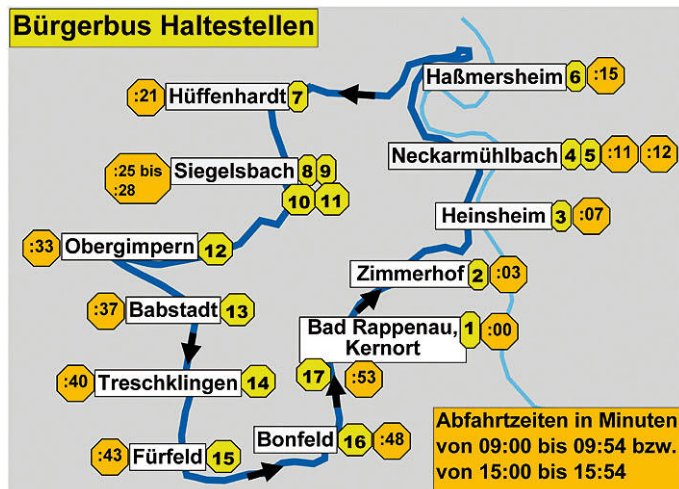 Bürgerbus Haltestellen
Haßmersheim 6 :15
:21 Hüffenhardt 7
:25 bis
:28
Siegelsbach 8 9
10 11
Neckarmühlbach 4 5 :11 :12
Heinsheim 3 :07
:33 Obergimpern 12
Zimmerhof 2 :03
:37 Babstadt 13
Bad Rappenau,
Kernort
1 :00
17 :53
:40 Treschklingen 14
:43 Fürfeld 15
Bonfeld 16 :48
Abfahrtzeiten in Minuten
von 09:00 bis 09:54 bzw.
von 15:00 bis 15:54